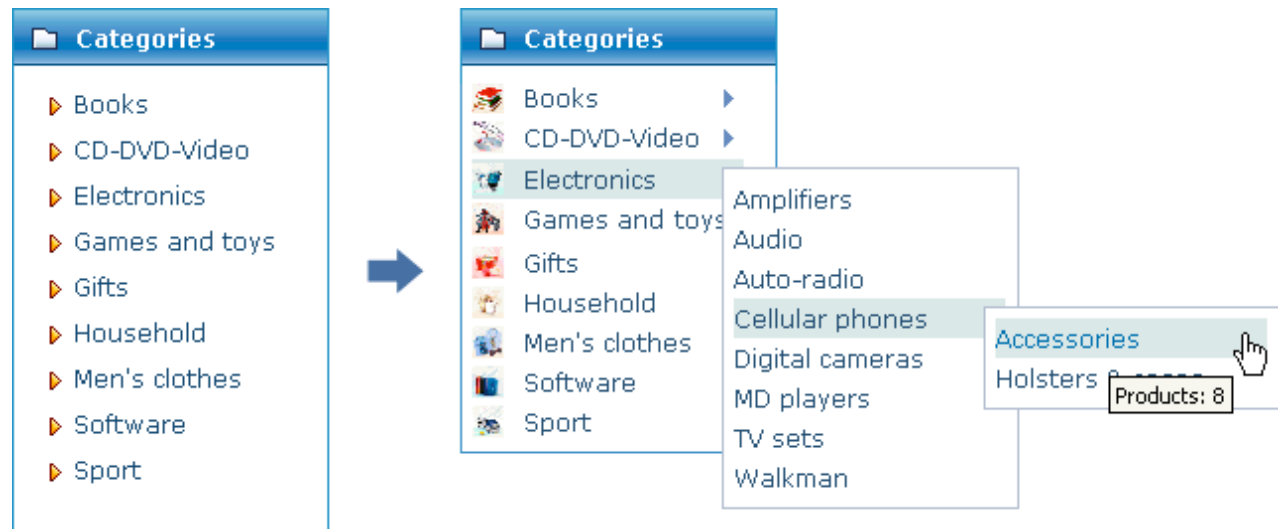 Categories
Books
CD-DVD-Video
Electronics
Games and toys
Gifts
Household
Men's clothes
Software
Sport
Categories
Books
CD-DVD-Video
Electronics
Games and toys
Gifts
Household
Men's clothes
Software
Sport
Amplifiers
Audio
Auto-radio
Cellular phones
Digital cameras
MD players
TV sets
Walkman
Accessories
Holsters
Products: 8